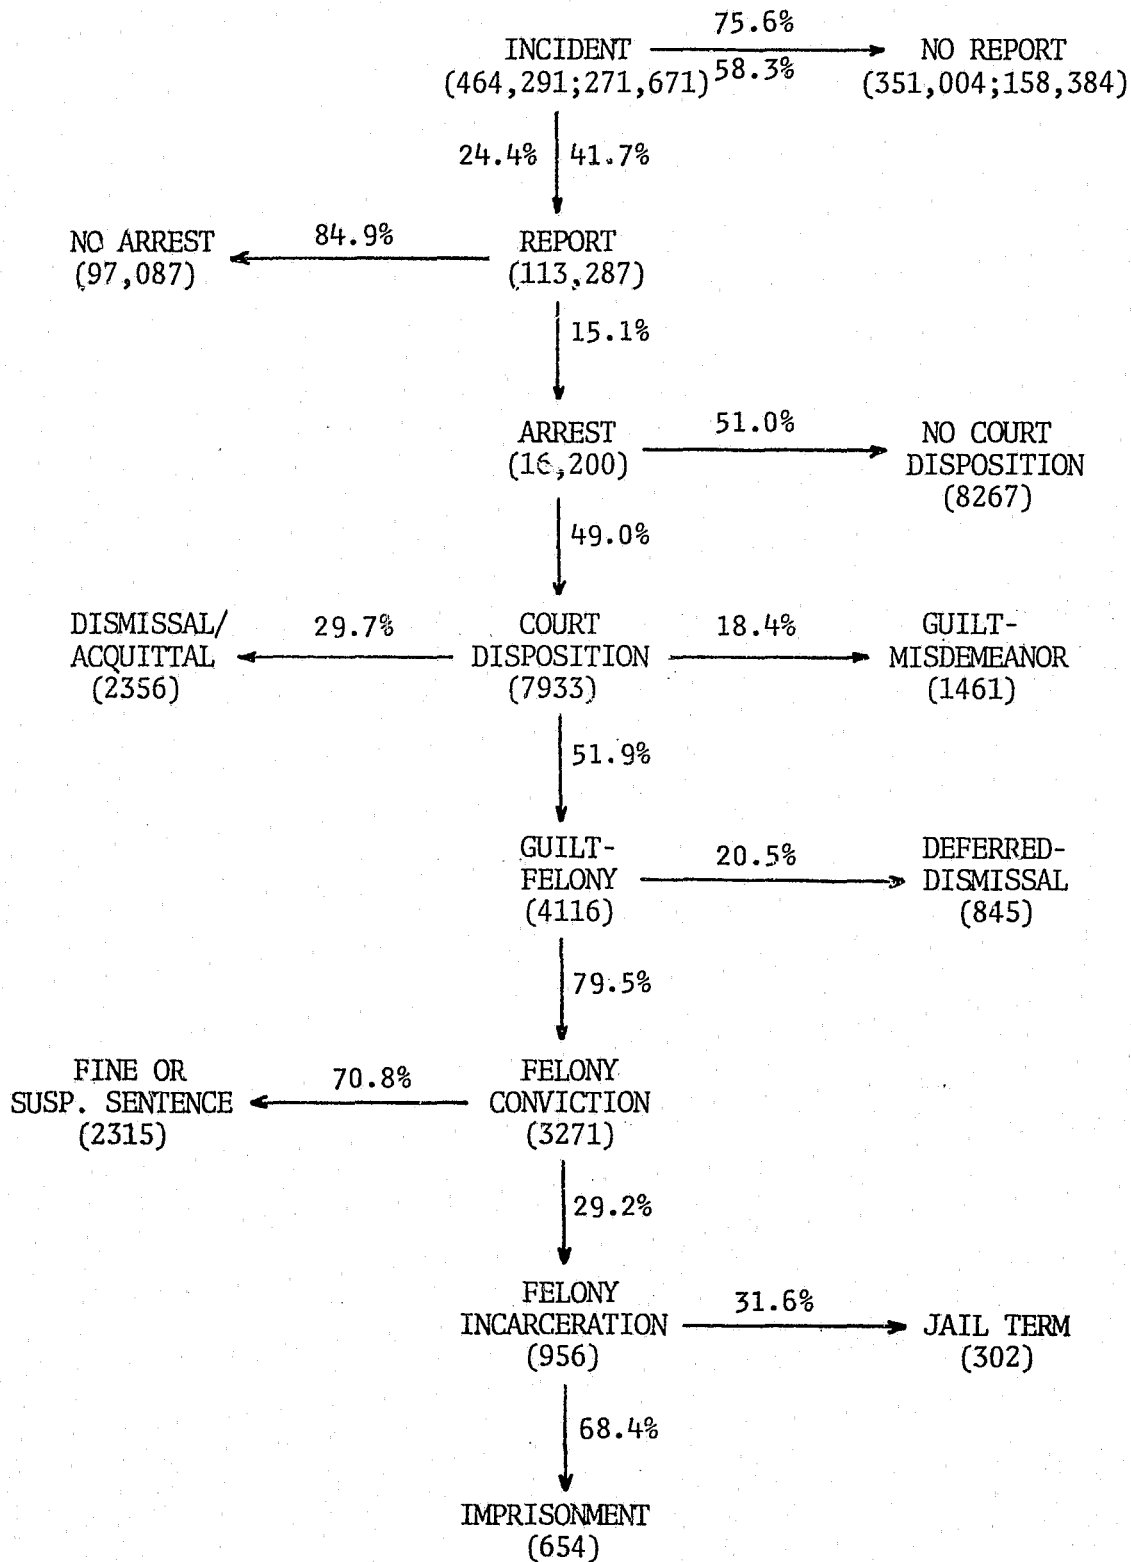 75.6%
INCIDENT
NO REPORT
58.3%
(464,291;271,671)
(351,004;158,384)
24.4%
41.7%
NO ARREST
84.9%
REPORT
(97,087)
(113,287)
15.1%
ARREST
51.0%
NO COURT
(16,200)
DISPOSITION
(8267)
49.0%
DISMISSAL/
29.7%
COURT
18.4%
GUILT-
ACQUITTAL
DISPOSITION
MISDEMEANOR
(2356)
(7933)
(1461)
51.9%
GUILT-
20.5%
DEFERRED-
FELONY
DISMISSAL
(4116)
(845)
79.5%
FINE OR
70.8%
FELONY
SUSP. SENTENCE
CONVICTION
(2315)
(3271)
29.2%
FELONY
31.6%
INCARCERATION
JAIL TERM
(956)
(302)
68.4%
IMPRISONMENT
(654)